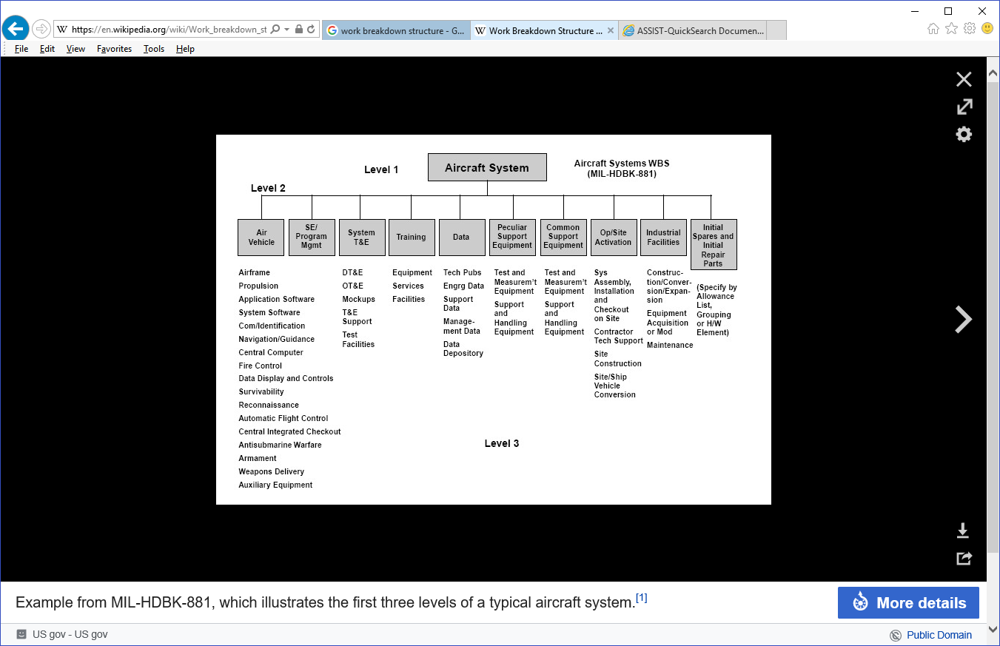 https://en.wikipedia.org/wiki/Work_breakdown_st
work breakdown structure - G...
W Work Breakdown Structure ...
ASSIST-QuickSearch Documen...
File Edit View Favorites Tools Help
Level 1
Aircraft System
Aircraft Systems WBS
(MIL-HDBK-881)
Level 2
Air
Vehicle
SE/
Program
Mgmt
System
T&E
Training
Data
Peculiar
Support
Equipment
Common
Support
Equipment
Op/Site
Activation
Industrial
Facilities
Initial
Spares and
Initial
Repair
Parts
Airframe
Propulsion
Application Software
System Software
Com/Identification
Navigation/Guidance
Central Computer
Fire Control
Data Display and Controls
Survivability
Reconnaissance
Automatic Flight Control
Central Integrated Checkout
Antisubmarine Warfare
Armament
Weapons Delivery
Auxiliary Equipment
DT&E
OT&E
Mockups
T&E
Support
Test
Facilities
Equipment
Services
Facilities
Tech Pubs
Engrg Data
Support
Data
Manage-
ment Data
Data
Depository
Test and
Measurem't
Equipment
Support
and
Handling
Equipment
Test and
Measurem't
Equipment
Support
and
Handling
Equipment
Sys
Assembly,
Installation
and
Checkout
on Site
Contractor
Tech Support
Site
Construction
Site/Ship
Vehicle
Conversion
Construc-
tion/Conver-
sion/Expan-
sion
Equipment
Acquisition
or Mod
Maintenance
(Specify by
Allowance
List,
Grouping
or H/W
Element)
Level 3
Example from MIL-HDBK-881, which illustrates the first three levels of a typical aircraft system.[1]
More details
US gov - US gov
Public Domain